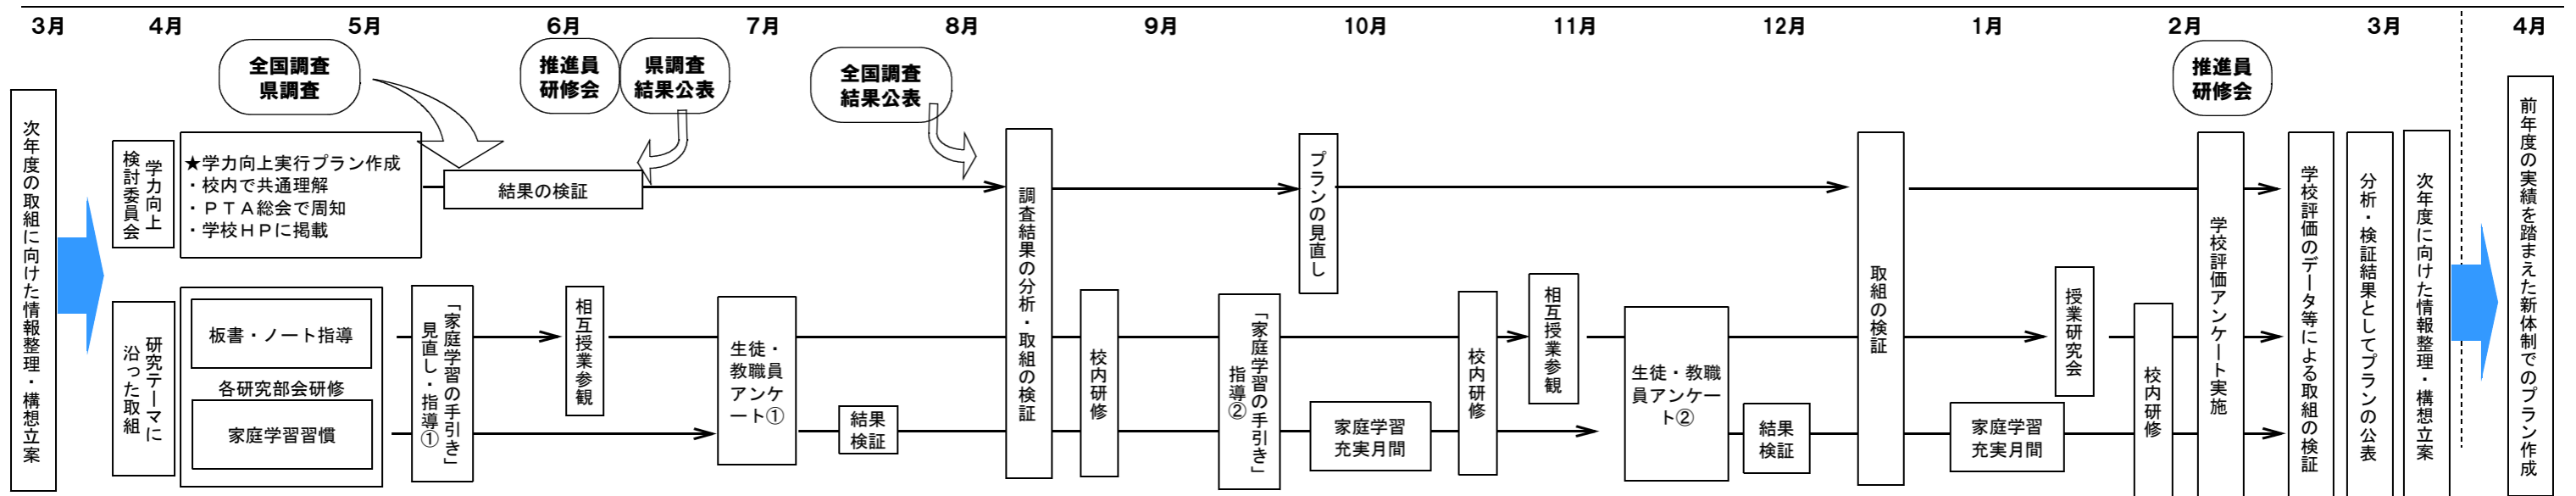 3月
4月
5月
6月
7月
8月
9月
10月
11月
12月
1月
2月
3月
4月
全国調査
県調査
推進員
研修会
県調査
結果公表
全国調査
結果公表
推進員
研修会
次年度の取組に向けた情報整理・構想立案
学力向上
検討委員会
★学力向上実行プラン作成
・校内で共通理解
・ＰＴＡ総会で周知
・学校ＨＰに掲載
結果の検証
研究テーマに
沿った取組
板書・ノート指導
各研究部会研修
家庭学習習慣
「家庭学習の手引き」
見直し・指導①
相互授業参観
生徒・
教職員
アンケ
ート①
結果
検証
調査結果の分析・取組の検証
校内研修
「家庭学習の手引き」
指導②
プランの見直し
家庭学習
充実月間
校内研修
相互授業参観
生徒・教職
員アンケー
ト②
結果
検証
取組の検証
家庭学習
充実月間
授業研究会
校内研修
学校評価アンケート実施
学校評価のデータ等による取組の検証
分析・検証結果としてプランの公表
次年度に向けた情報整理・構想立案
前年度の実績を踏まえた新体制でのプラン作成